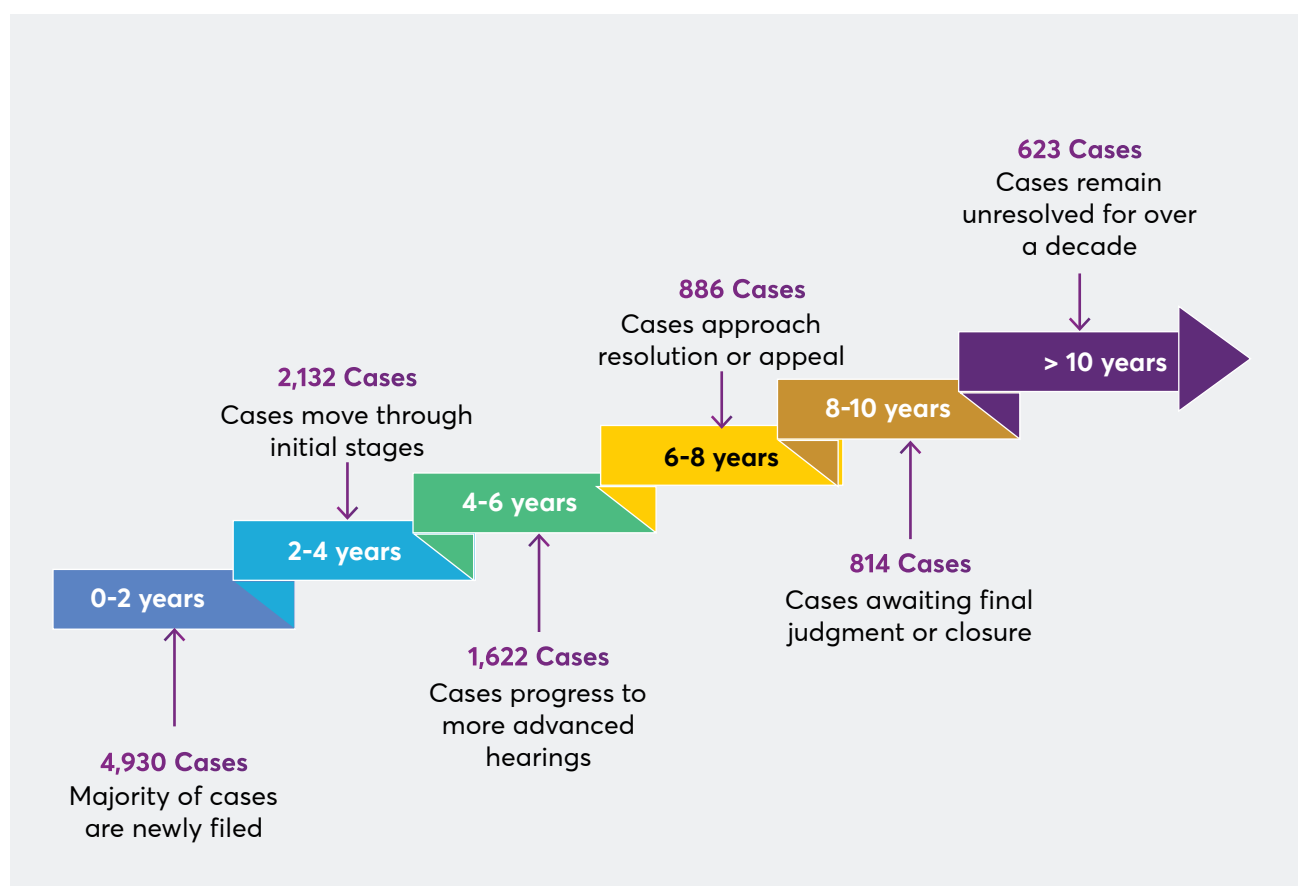 623 Cases
Cases remain
unresolved for over
a decade
> 10 years
886 Cases
Cases approach
resolution or appeal
8-10 years
2,132 Cases
Cases move through
initial stages
6-8 years
4-6 years
2-4 years
0-2 years
814 Cases
Cases awaiting final
judgment or closure
1,622 Cases
Cases progress to
more advanced
hearings
4,930 Cases
Majority of cases
are newly filed